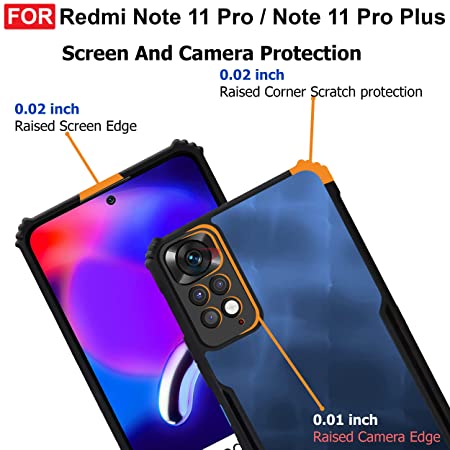 FOR Redmi Note 11 Pro / Note 11 Pro Plus
Screen And Camera Protection
0.02 inch
Raised Corner Scratch protection
0.02 inch
Raised Screen Edge
0.01 inch
Raised Camera Edge